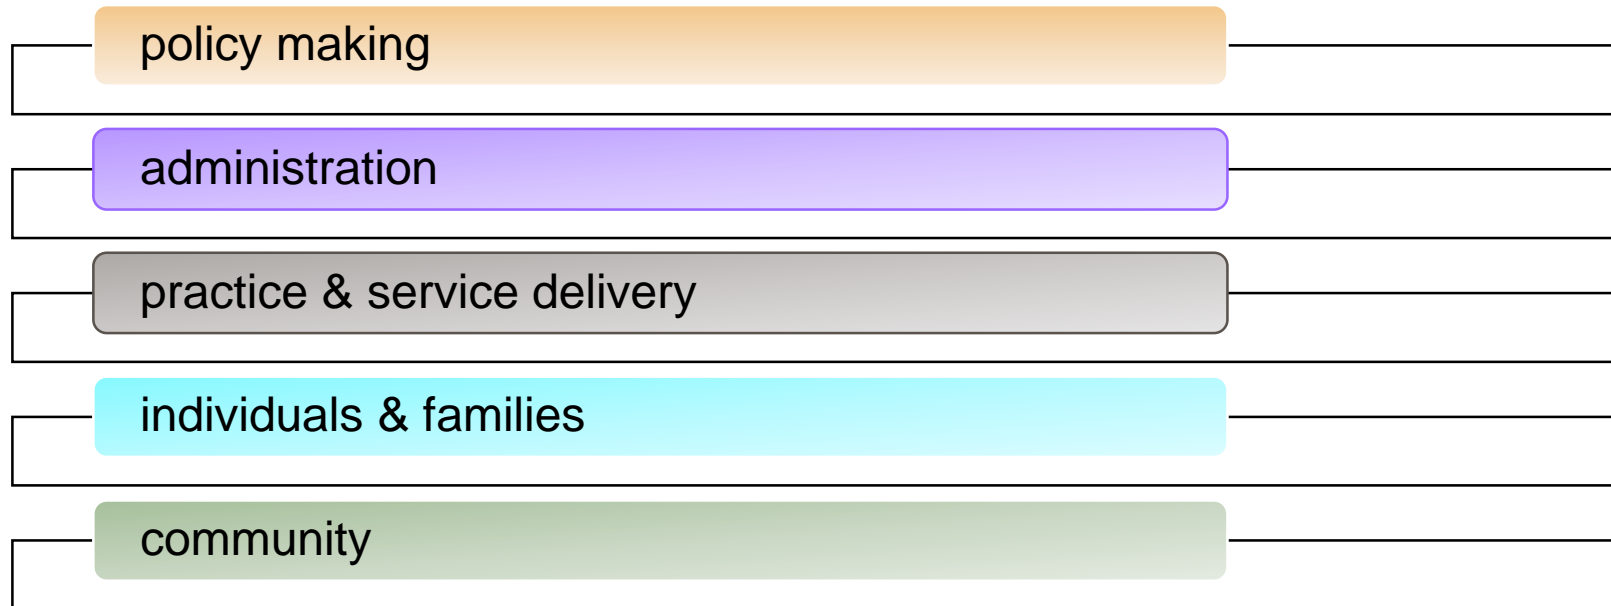 policy making
administration
practice & service delivery
individuals & families
community